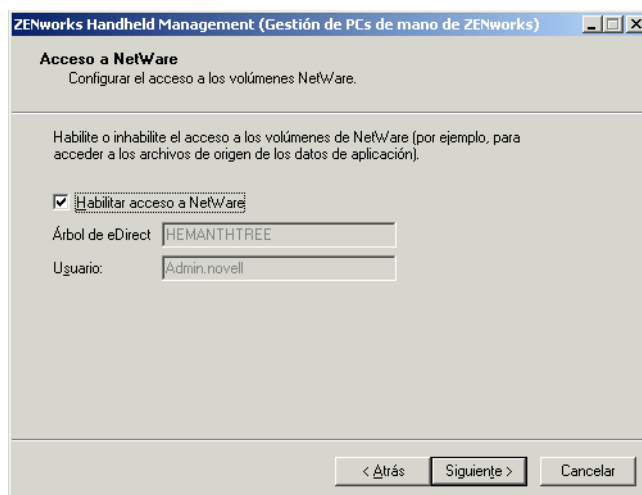 ZENworks Handheld Management (Gestión de PCs de mano de ZENworks)
Acceso a NetWare
Configurar el acceso a los volúmenes NetWare.
Habilite o inhabilite el acceso a los volúmenes de NetWare (por ejemplo, para
acceder a los archivos de origen de los datos de aplicación).
Habilitar acceso a NetWare
Árbol de eDirect HEMANTHTREE
Usuario: Admin.novell
< Atrás Siguiente > Cancelar